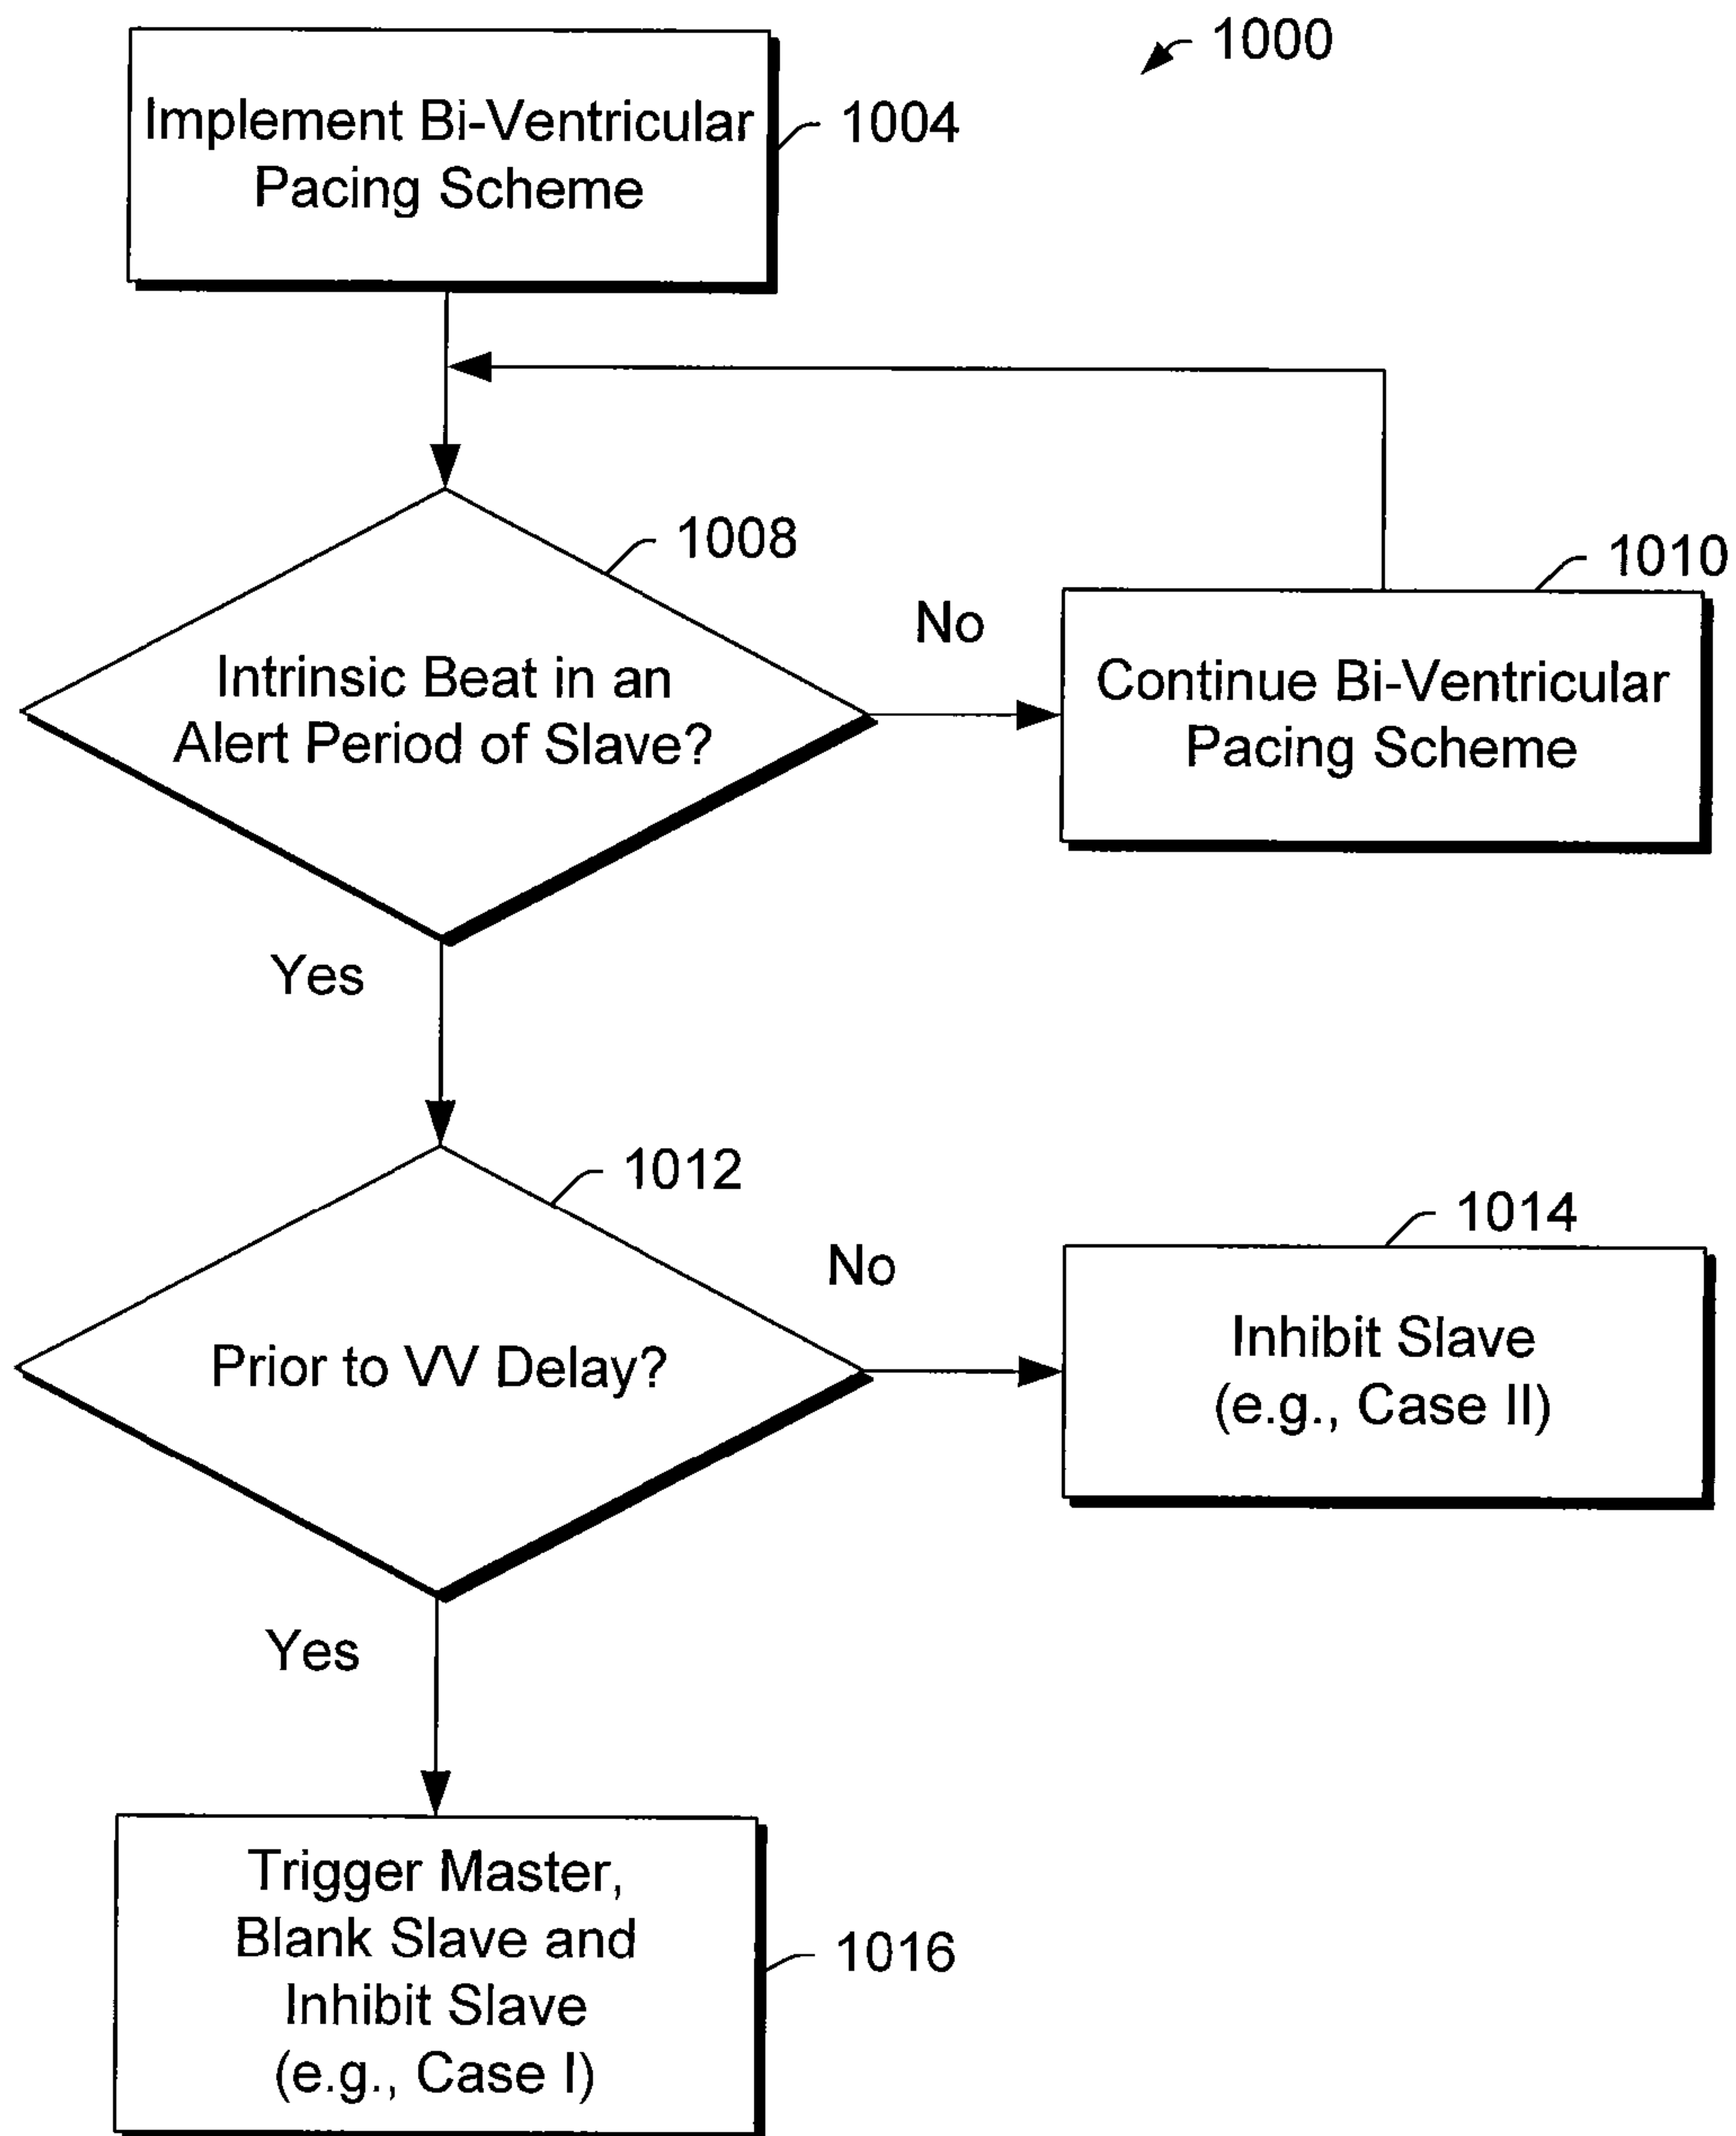 1000
Implement Bi-Ventricular
Pacing Scheme
1004
1008
Intrinsic Beat in an
Alert Period of Slave?
No
1010
Continue Bi-Ventricular
Pacing Scheme
Yes
1012
Prior to VV Delay?
No
1014
Inhibit Slave
(e.g., Case II)
Yes
Trigger Master,
Blank Slave and
Inhibit Slave
(e.g., Case I)
1016